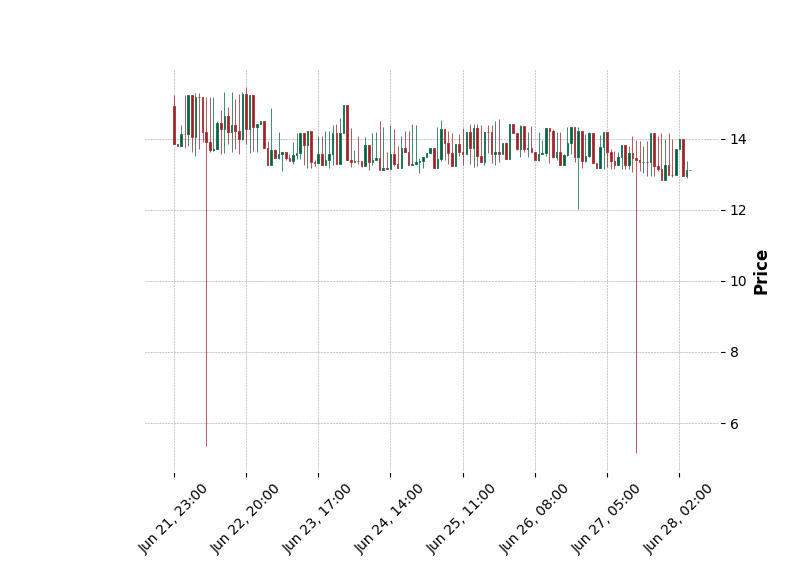 14
12
10
8
6
Price
Jun 21, 23:00
Jun 22, 20:00
Jun 23, 17:00
Jun 24, 14:00
Jun 25, 11:00
Jun 26, 08:00
Jun 27, 05:00
Jun 28, 02:00